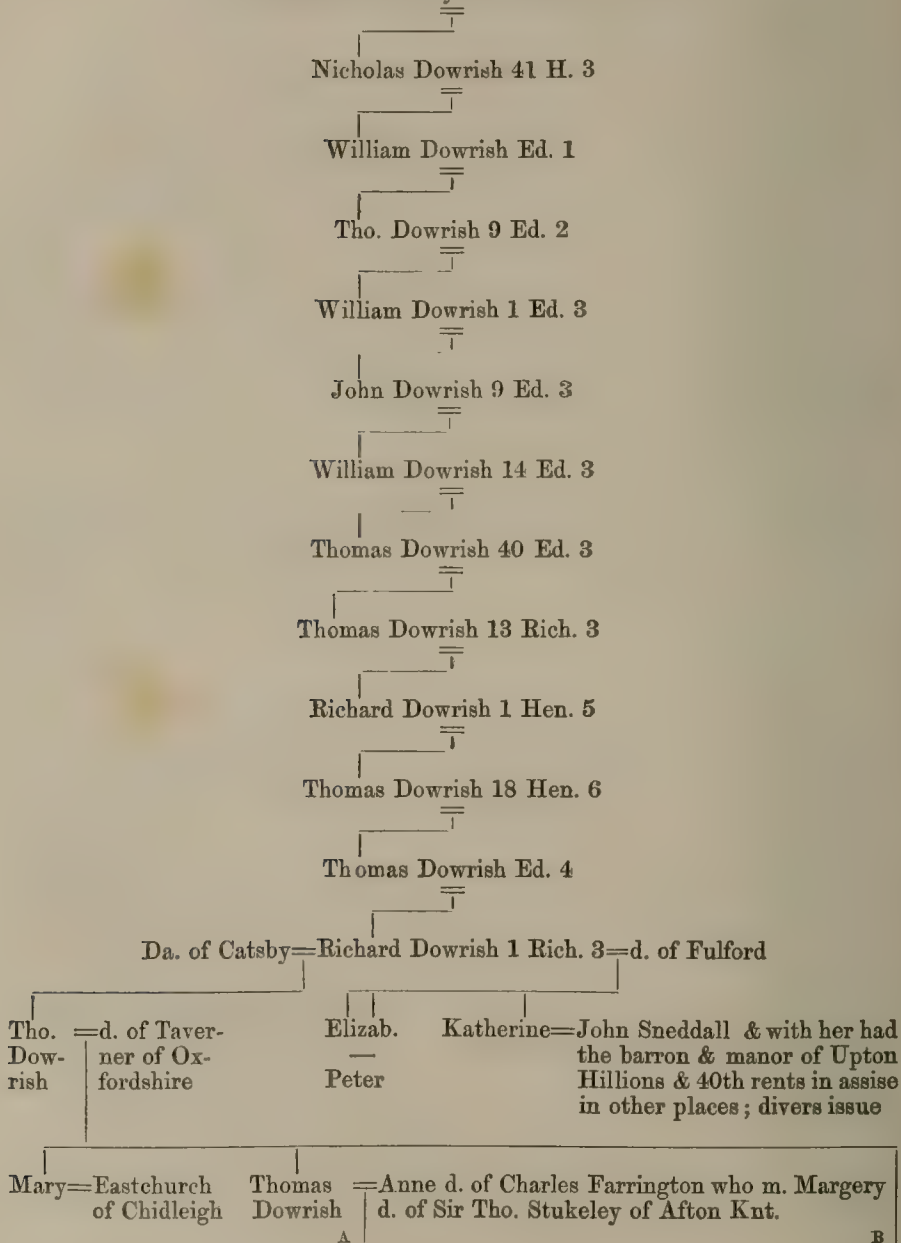 Nicholas Dowrish 41 H. 3
William Dowrish Ed. 1
Tho. Dowrish 9 Ed. 2
William Dowrish 1 Ed. 3
John Dowrish 9 Ed. 3
William Dowrish 14 Ed. 3
Thomas Dowrish 40 Ed. 3
Thomas Dowrish 13 Rich. 3
Richard Dowrish 1 Hen. 5
Thomas Dowrish 18 Hen. 6
Thomas Dowrish Ed. 4
Da. of Catsby=Richard Dowrish 1 Rich. 3=d. of Fulford
Tho. Dow-
rish
=d. of Taver-
ner of Ox-
fordshire
Elizab.
—
Peter
Katherine=John Sneddall & with her had
the barron & manor of Upton
Hillions & 40th rents in assise
in other places; divers issue
Mary=Eastchurch
of Chidleigh
Thomas
Dowrish
=Anne d. of Charles Farrington who m. Margery
d. of Sir Tho. Stukeley of Afton Knt.
A
B